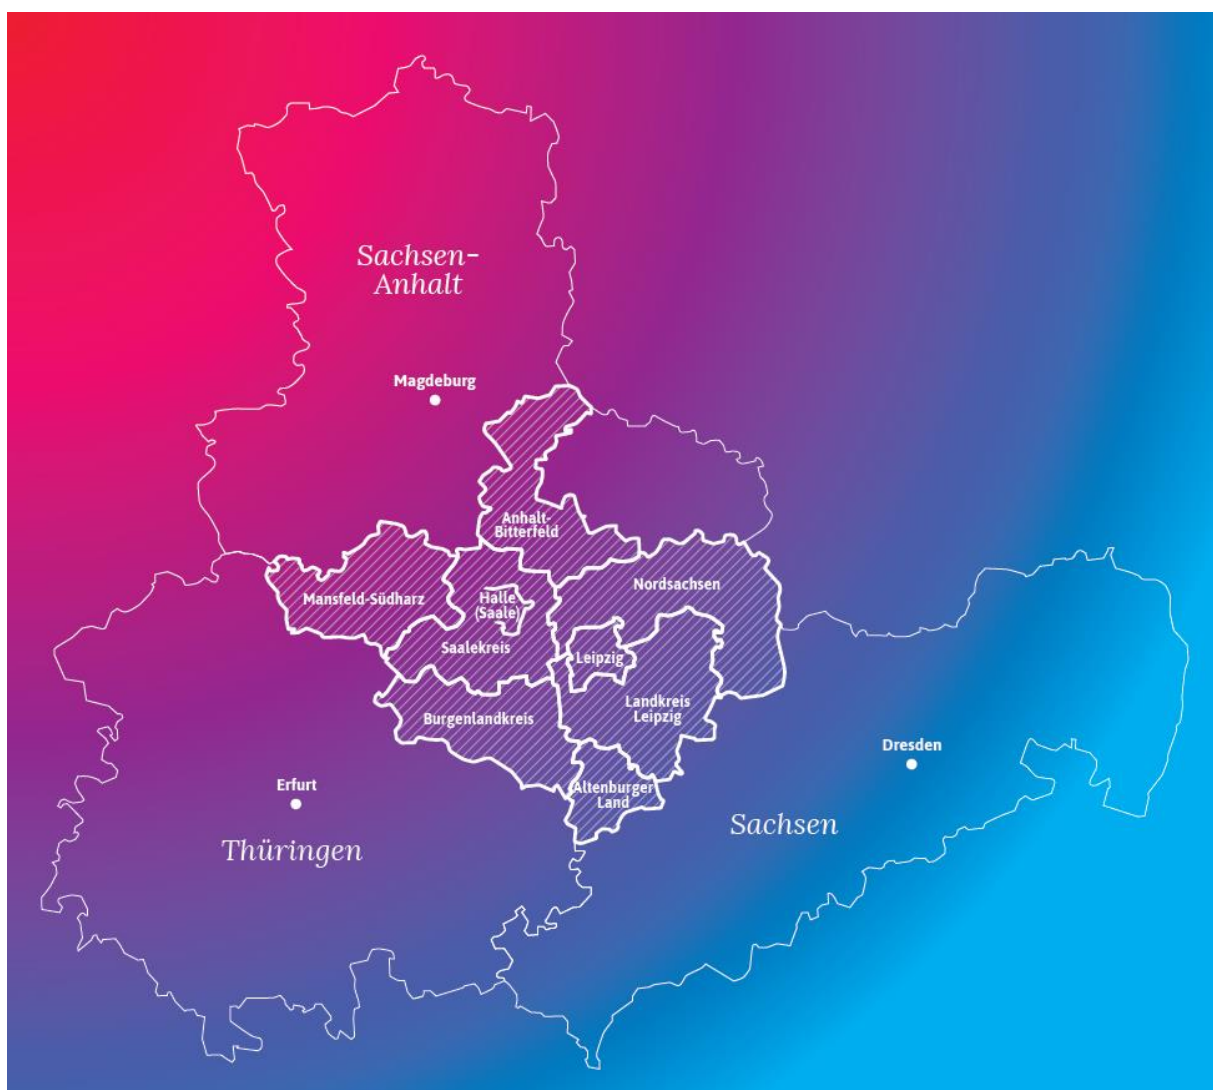 Sachsen-
Anhalt
Magdeburg
Anhalt-
Bitterfeld
Nordsachsen
Mansfeld-Südharz
Halle
(Saale)
Saalekreis
Leipzig
Landkreis
Leipzig
Burgenlandkreis
Dresden
Erfurt
Altenburger
Land
Sachsen
Thüringen